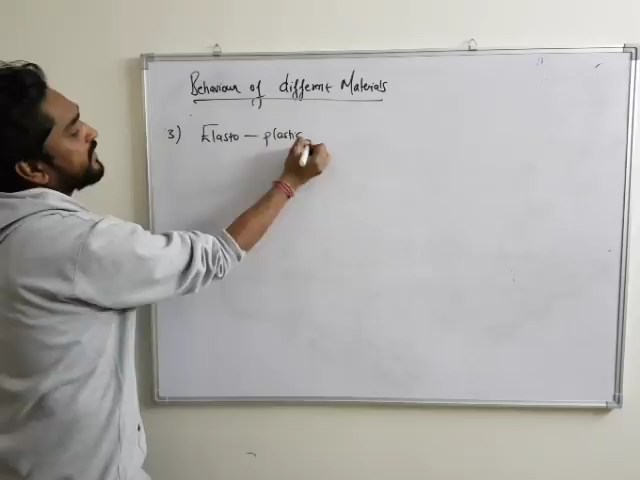 Behaviour of different Materials
3) Elasto - plastic